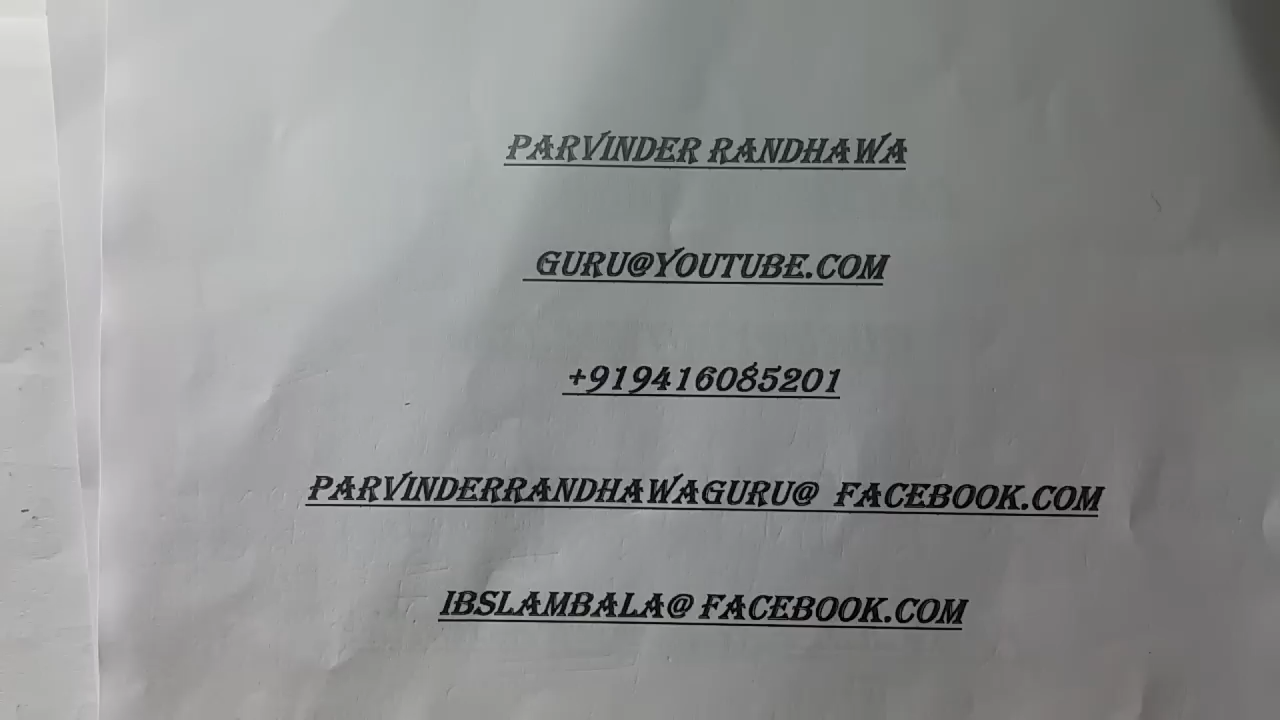 PARVINDER RANDHAWA
GURU@YOUTUBE.COM
+919416085201
PARVINDERRANDHAWAGURU@ FACEBOOK.COM
IBSLAMBALA@ FACEBOOK.COM